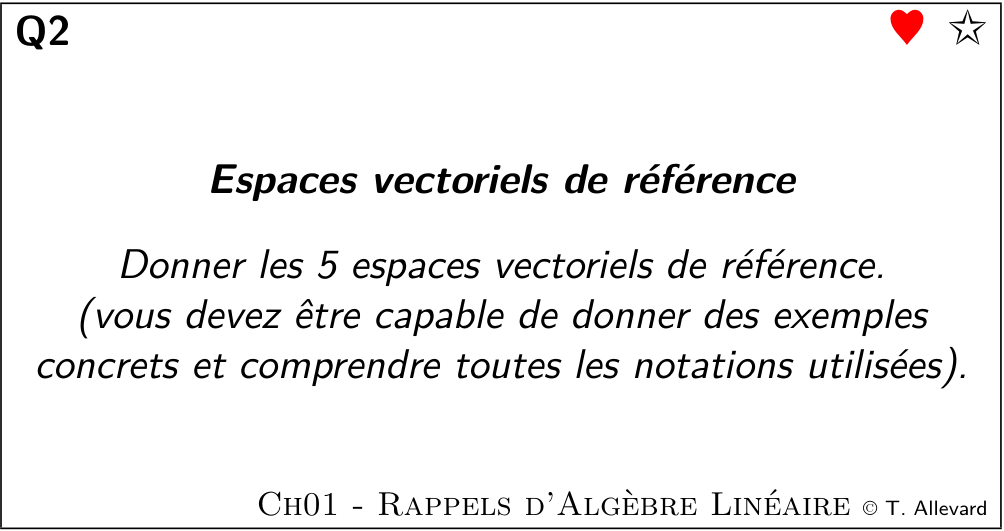 Q2
Espaces vectoriels de référence
Donner les 5 espaces vectoriels de référence.
(vous devez être capable de donner des exemples
concrets et comprendre toutes les notations utilisées).
Ch01 - Rappels d'Algèbre Linéaire © T. Allevard